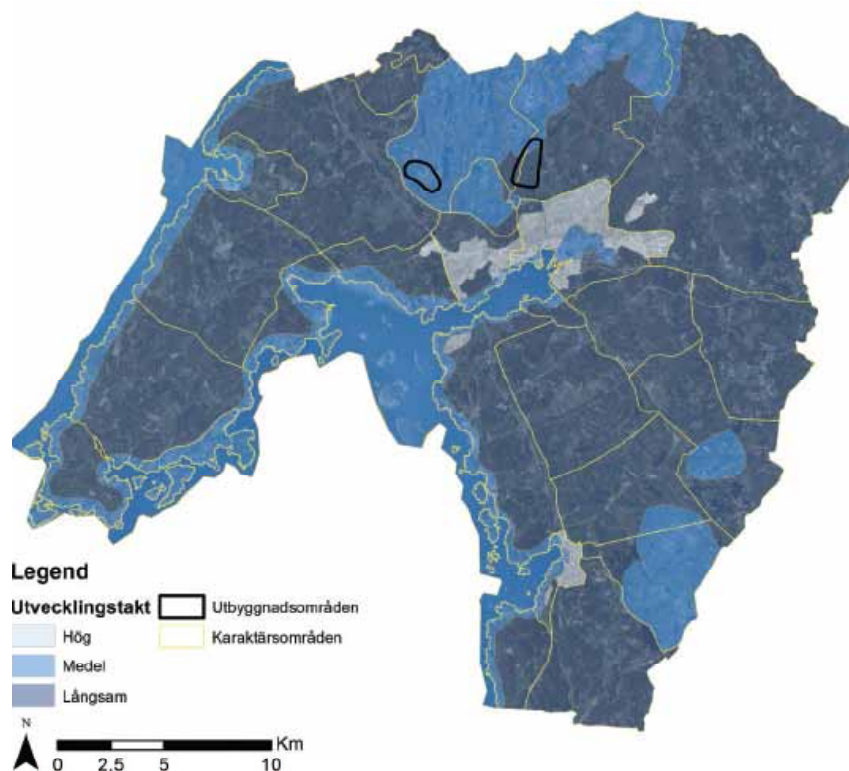 Legend
Utvecklingstakt
Hög
Medel
Långsam
Utbyggnadsområden
Karaktärsområden
N
0 2.5 5 10 Km